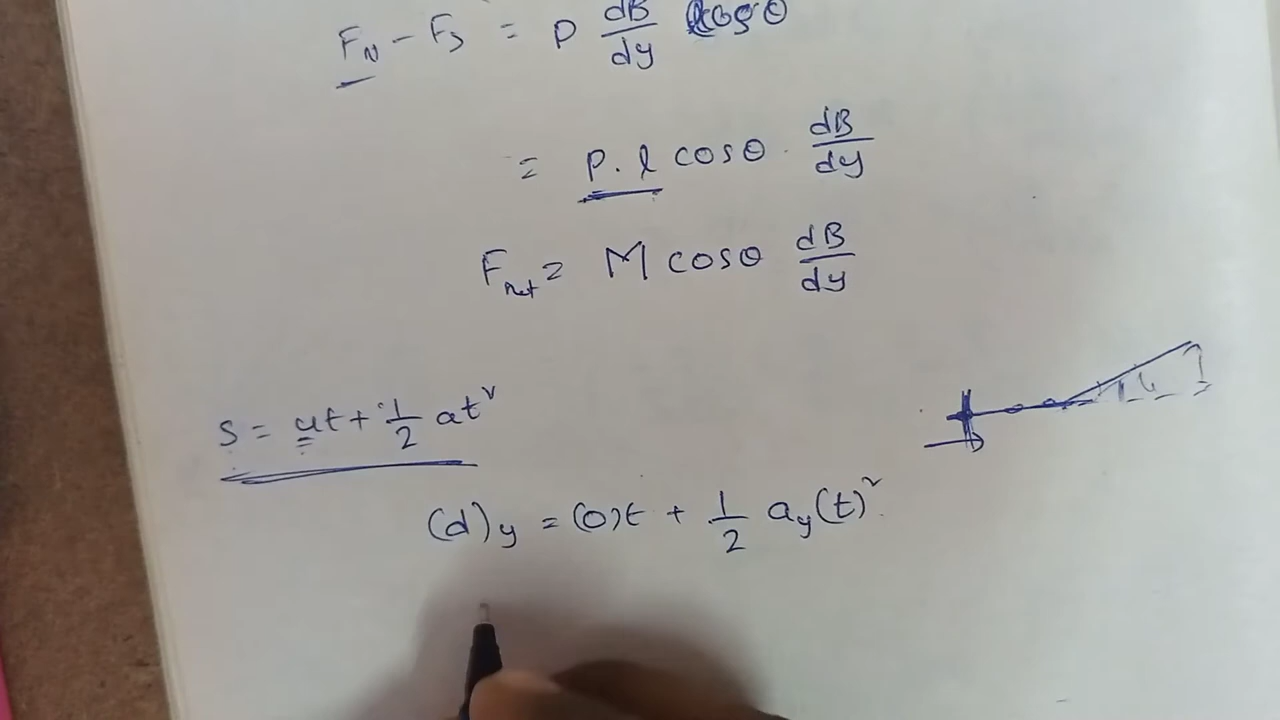 F_N - F_S = P dB/dy l cosθ
= P.l cosθ . dB/dy
F_net = M cosθ dB/dy
S = ut + 1/2 at²
(d)y = (0)t + 1/2 a_y(t)²